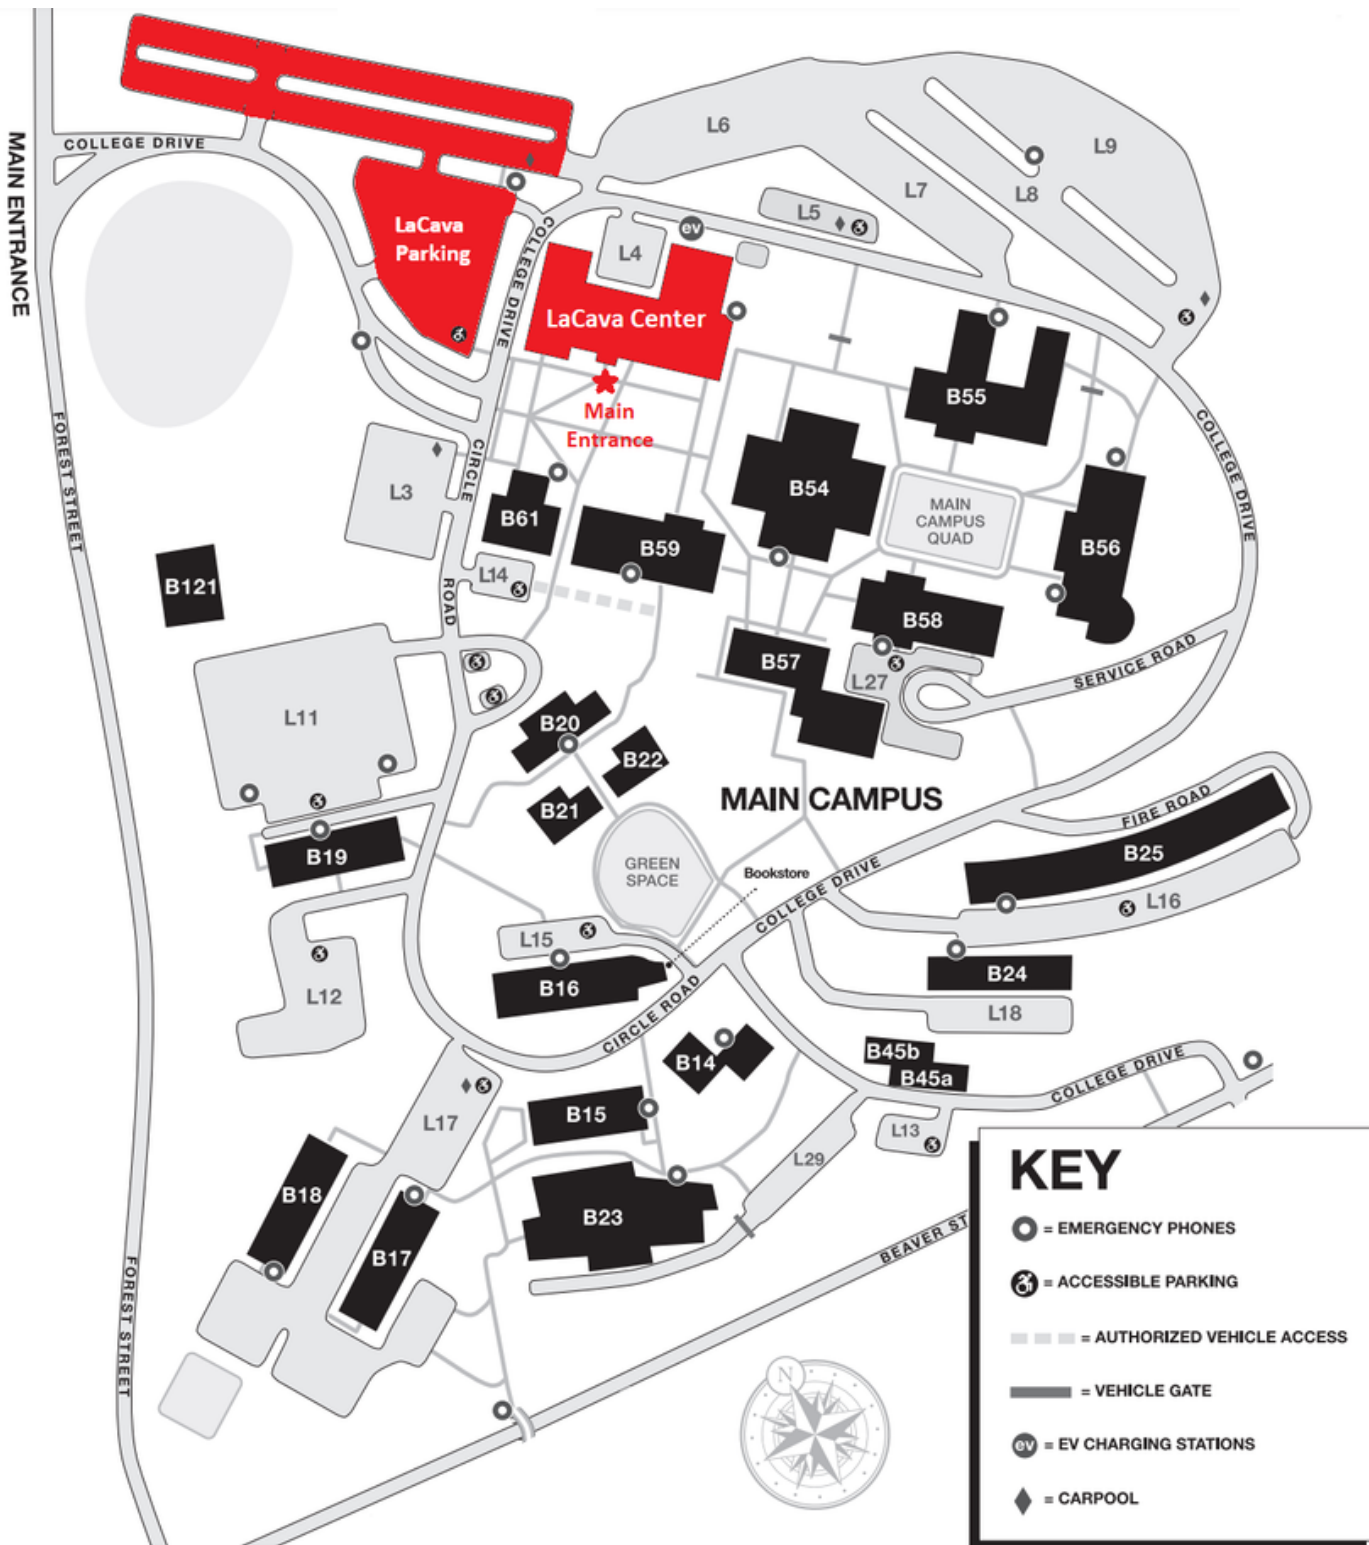 MAIN ENTRANCE
COLLEGE DRIVE
LaCava
Parking
COLLEGE DRIVE
L4
ev
L5
L6
L7
L8
L9
LaCava Center
Main
Entrance
B55
COLLEGE DRIVE
FOREST STREET
L3
CIRCLE
ROAD
B61
B59
B54
MAIN
CAMPUS
QUAD
B56
B121
L14
B58
B57
L27
SERVICE ROAD
L11
B20
B22
B21
MAIN CAMPUS
FIRE ROAD
B19
GREEN
SPACE
Bookstore
COLLEGE DRIVE
B25
L16
L15
B16
L12
CIRCLE ROAD
B24
L18
B14
B45b
B45a
COLLEGE DRIVE
L17
B15
L13
L29
B18
B23
B17
BEAVER ST
FOREST STREET
N
KEY
= EMERGENCY PHONES
= ACCESSIBLE PARKING
= AUTHORIZED VEHICLE ACCESS
= VEHICLE GATE
ev = EV CHARGING STATIONS
= CARPOOL